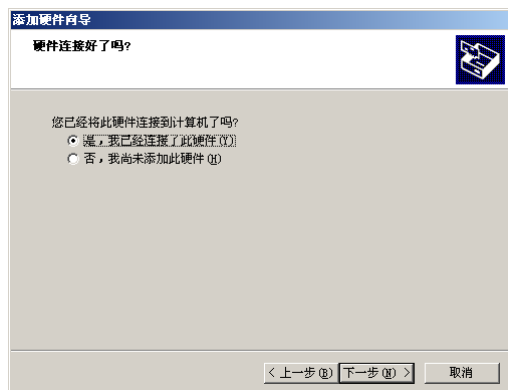 添加硬件向导
硬件连接好了吗?
您已经将此硬件连接到计算机了吗?
是，我已经连接了此硬件(Y)
否，我尚未添加此硬件(H)
< 上一步(B) 下一步(N) > 取消